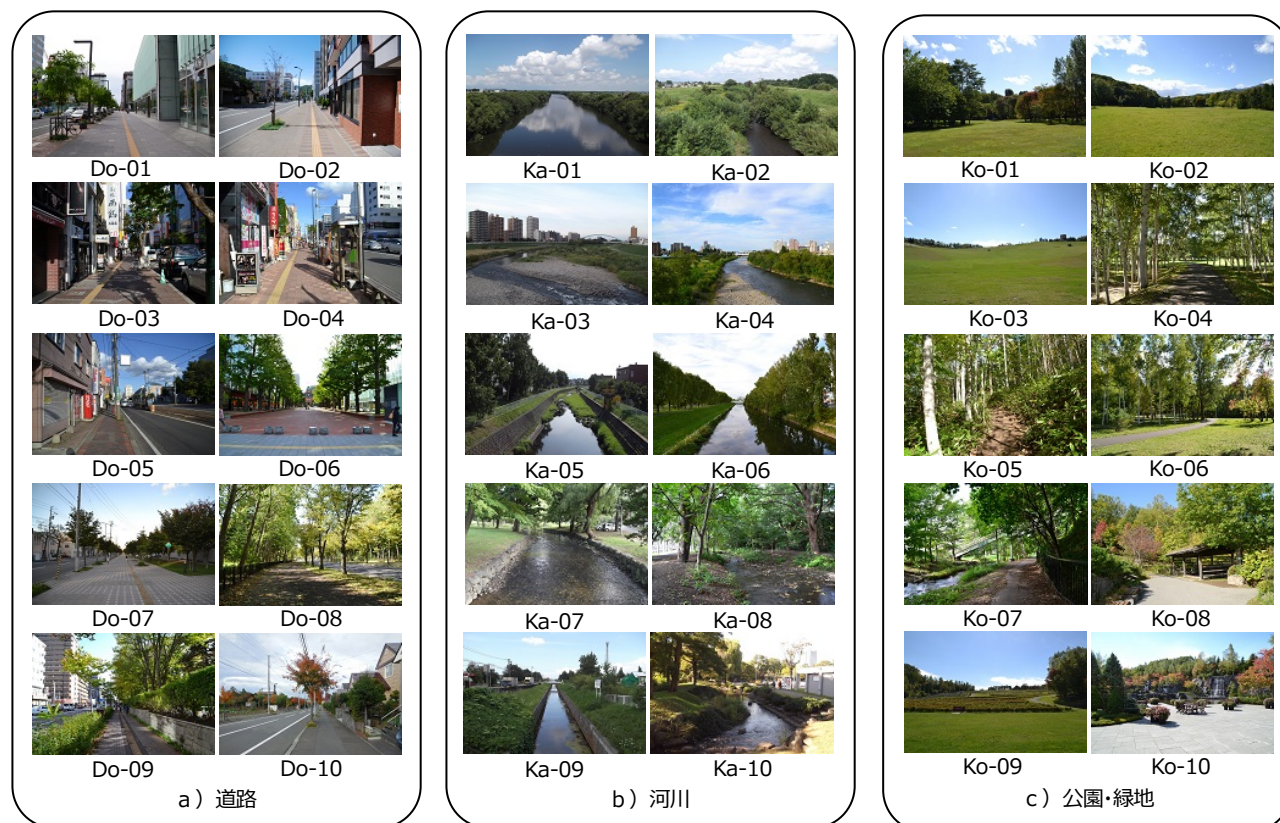 Do-01
Do-02
Do-03
Do-04
Do-05
Do-06
Do-07
Do-08
Do-09
Do-10
a）道路
Ka-01
Ka-02
Ka-03
Ka-04
Ka-05
Ka-06
Ka-07
Ka-08
Ka-09
Ka-10
b）河川
Ko-01
Ko-02
Ko-03
Ko-04
Ko-05
Ko-06
Ko-07
Ko-08
Ko-09
Ko-10
c）公園・緑地